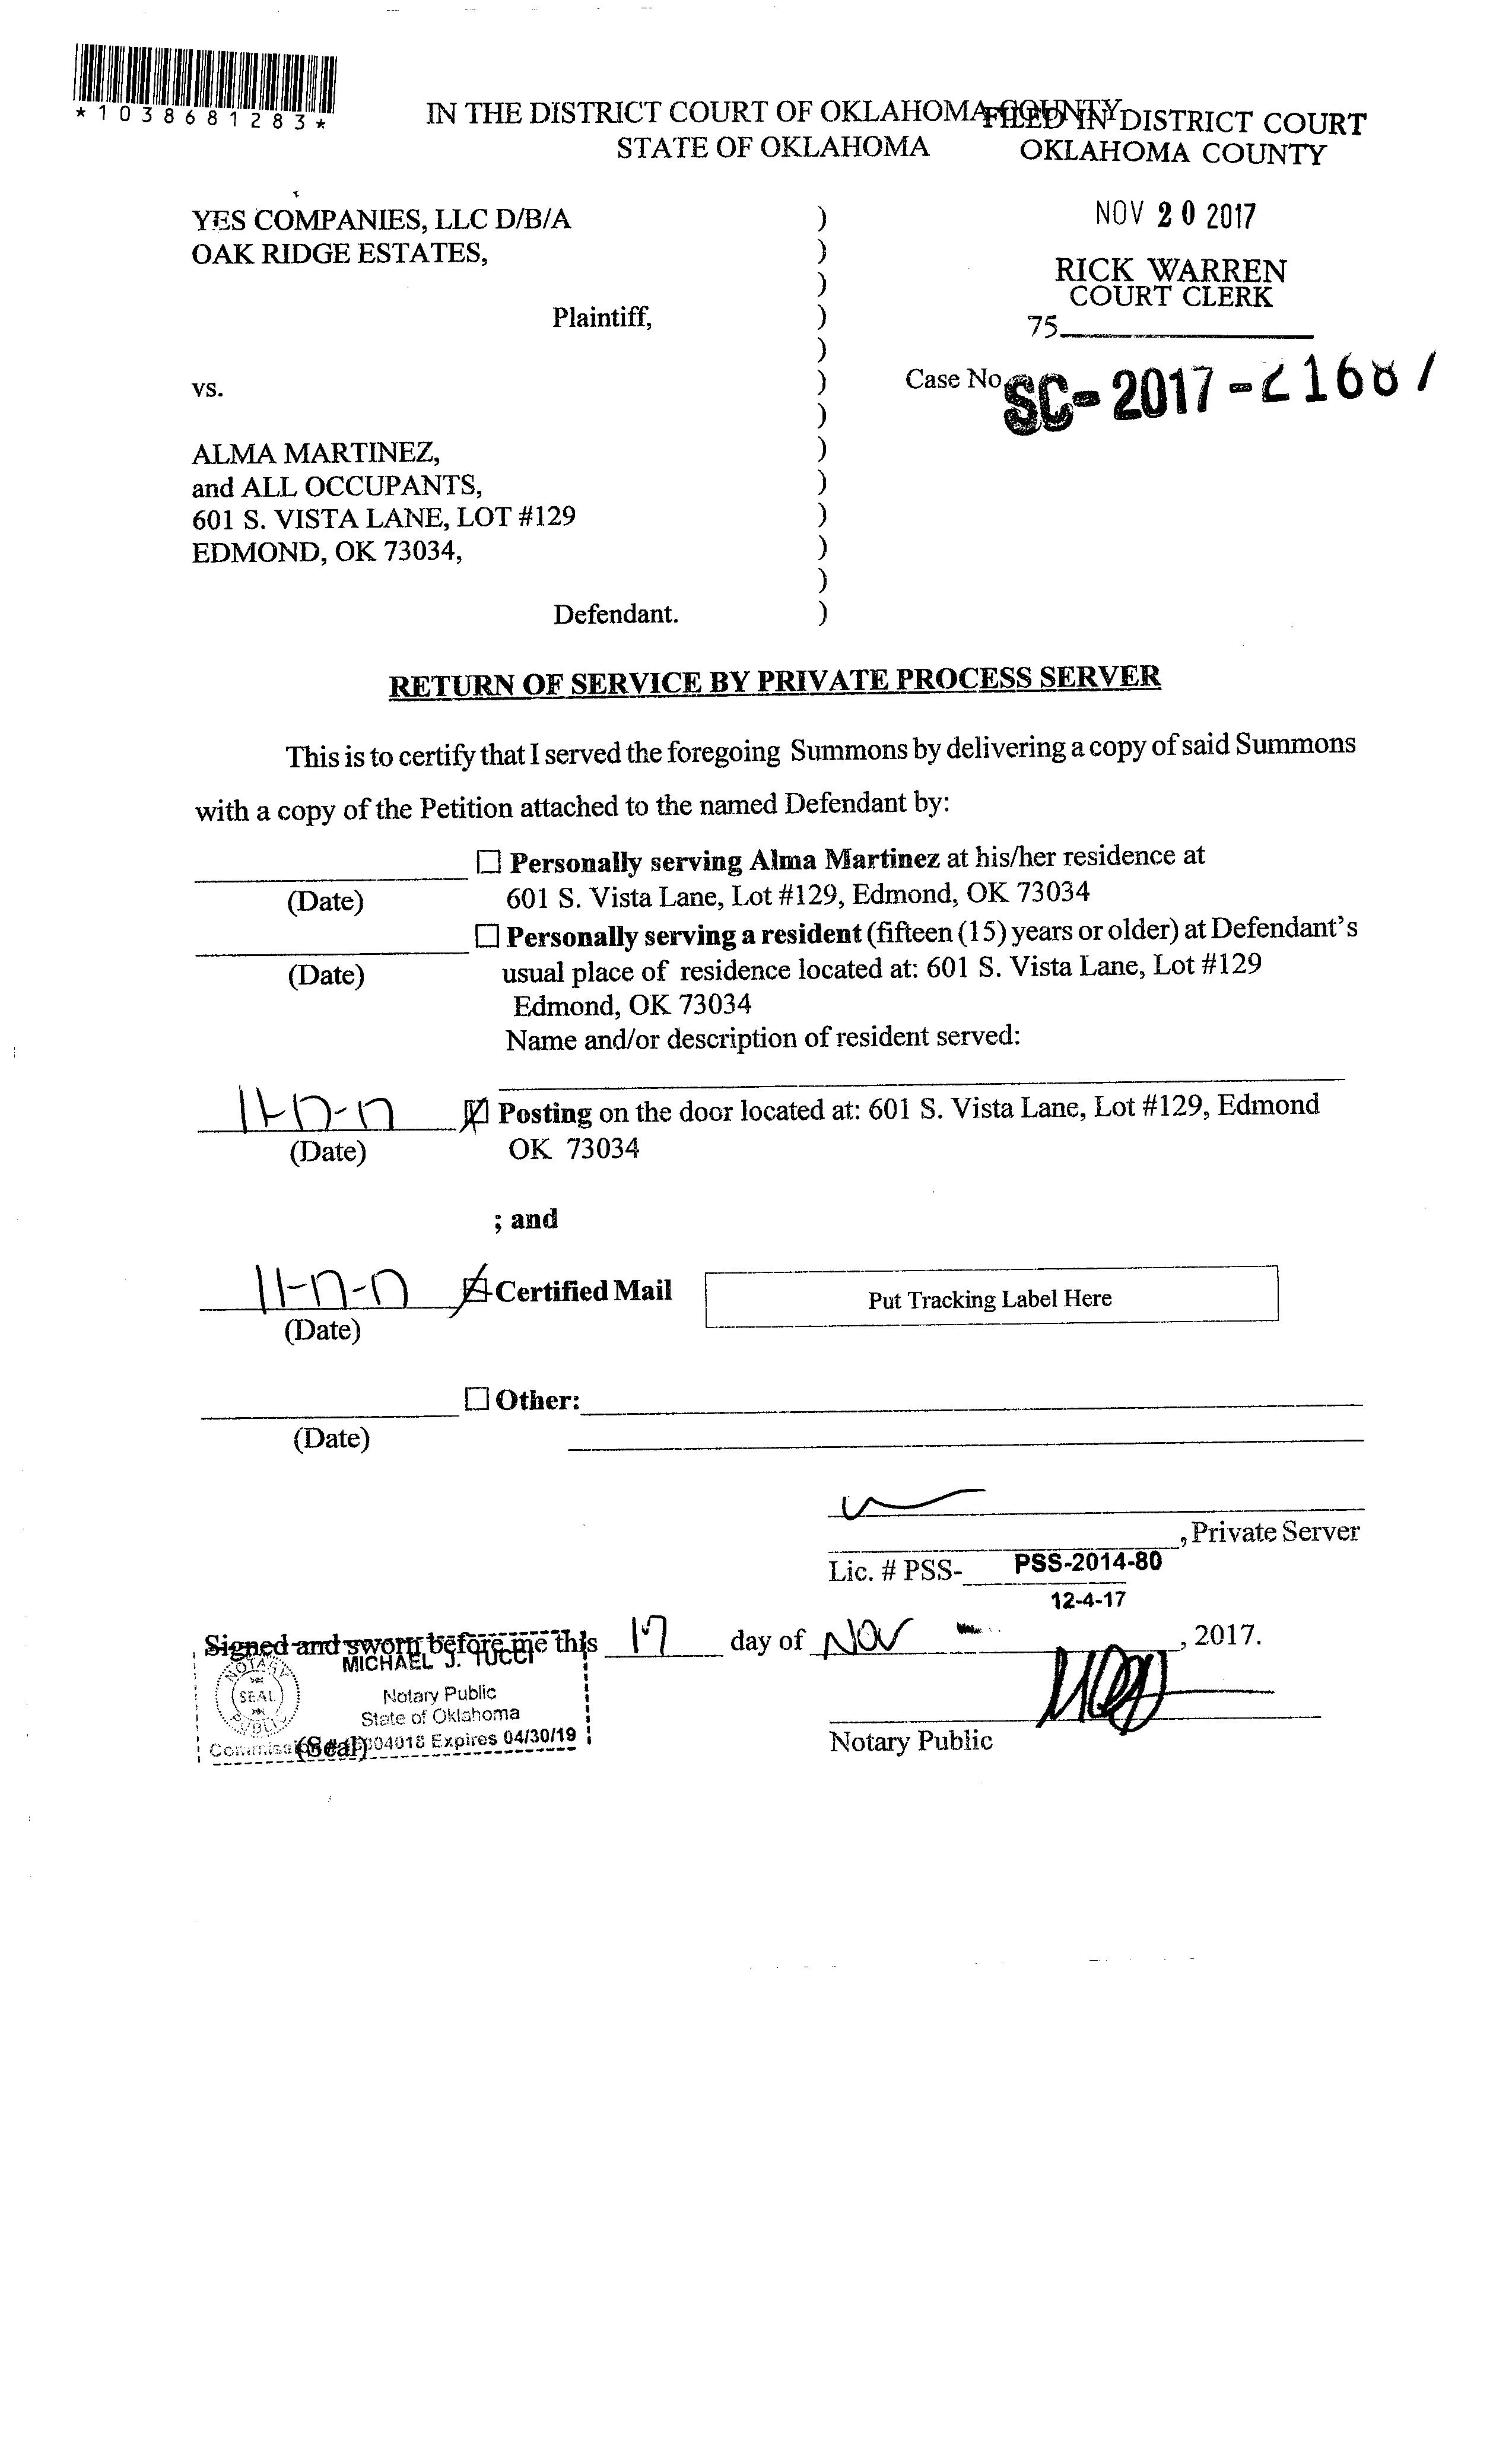 *1038681283*
IN THE DISTRICT COURT OF OKLAHOMA COUNTY
STATE OF OKLAHOMA
FILED IN DISTRICT COURT
OKLAHOMA COUNTY
NOV 20 2017
RICK WARREN
COURT CLERK
75
YES COMPANIES, LLC D/B/A
OAK RIDGE ESTATES,
Plaintiff,
vs.
Case No. SC-2017-
ALMA MARTINEZ,
and ALL OCCUPANTS,
601 S. VISTA LANE, LOT #129
EDMOND, OK 73034,
Defendant.
)
)
)
)
)
)
)
)
)
)
)
)
)
RETURN OF SERVICE BY PRIVATE PROCESS SERVER
This is to certify that I served the foregoing Summons by delivering a copy of said Summons
with a copy of the Petition attached to the named Defendant by:
☐ Personally serving Alma Martinez at his/her residence at
(Date) 601 S. Vista Lane, Lot #129, Edmond, OK 73034
☐ Personally serving a resident (fifteen (15) years or older) at Defendant's
(Date) usual place of residence located at: 601 S. Vista Lane, Lot #129
Edmond, OK 73034
Name and/or description of resident served:
11-17-17 ☑ Posting on the door located at: 601 S. Vista Lane, Lot #129, Edmond
(Date) OK 73034
; and
11-17-17 ☑ Certified Mail Put Tracking Label Here
(Date)
☐ Other:
(Date)
, Private Server
Lic. # PSS- PSS-2014-80
12-4-17
Signed and sworn before me this 17 day of Nov , 2017.
MICHAEL J. TUCCI
NOTARY PUBLIC SEAL
Notary Public
State of Oklahoma
(Seal)
Expires 04/30/19
Notary Public